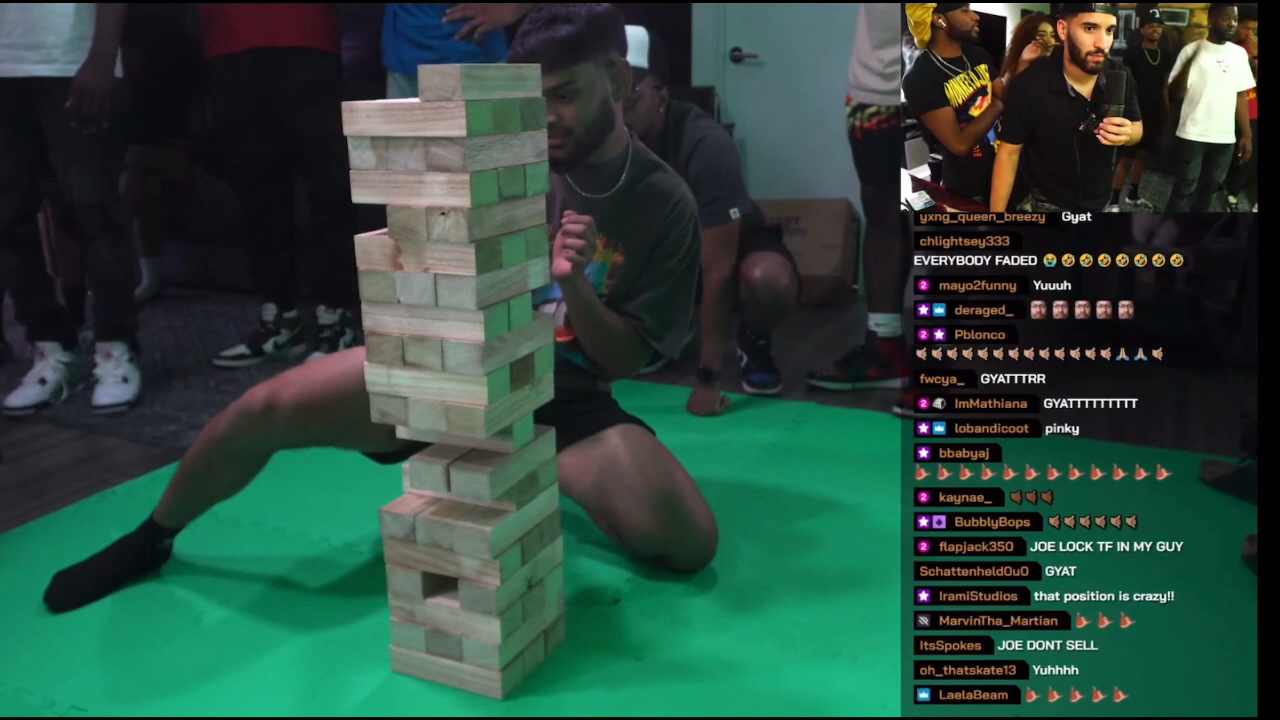 yxng_queen_breezy Gyat
chlightsey333
EVERYBODY FADED 😭 🤣 🤣 🤣 🤣 🤣 🤣 🤣
mayo2funny Yuuuh
deraged_
Pblonco
fwcya_ GYATTTRR
ImMathiana GYATTTTTTTTT
lobandicoot pinky
bbabyaj
kaynae_
BubblyBops
flapjack350 JOE LOCK TF IN MY GUY
Schattenheld0u0 GYAT
IramiStudios that position is crazy!!
MarvinTha_Martian
ItsSpokes JOE DONT SELL
oh_thatskate13 Yuhhhh
LaelaBeam